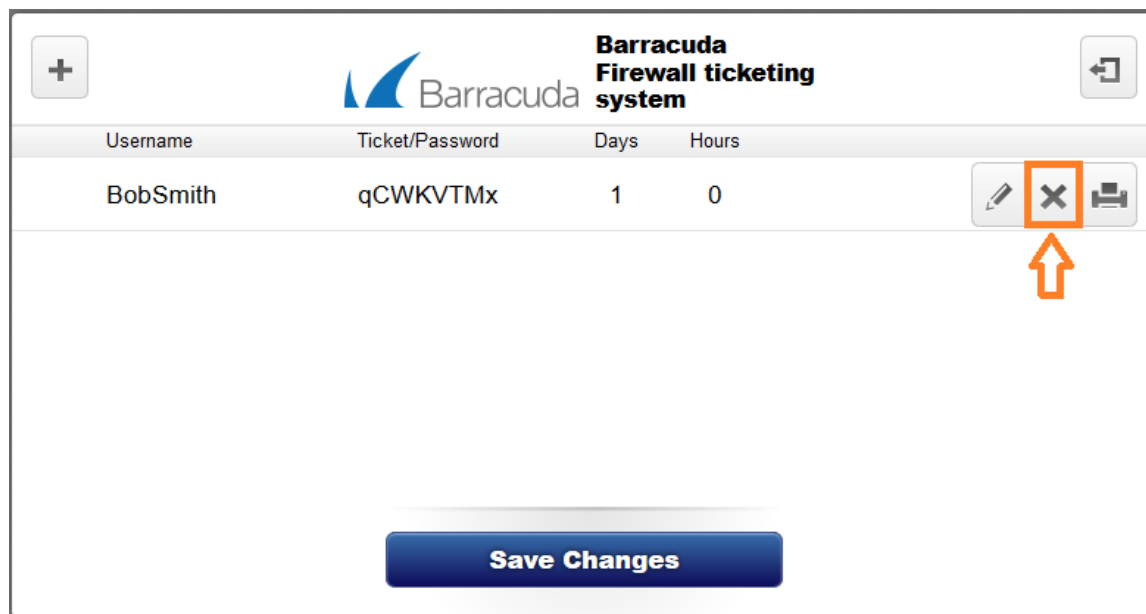 Barracuda
Barracuda
Firewall ticketing
system
Username Ticket/Password Days Hours
BobSmith qCWKVTMx 1 0
Save Changes